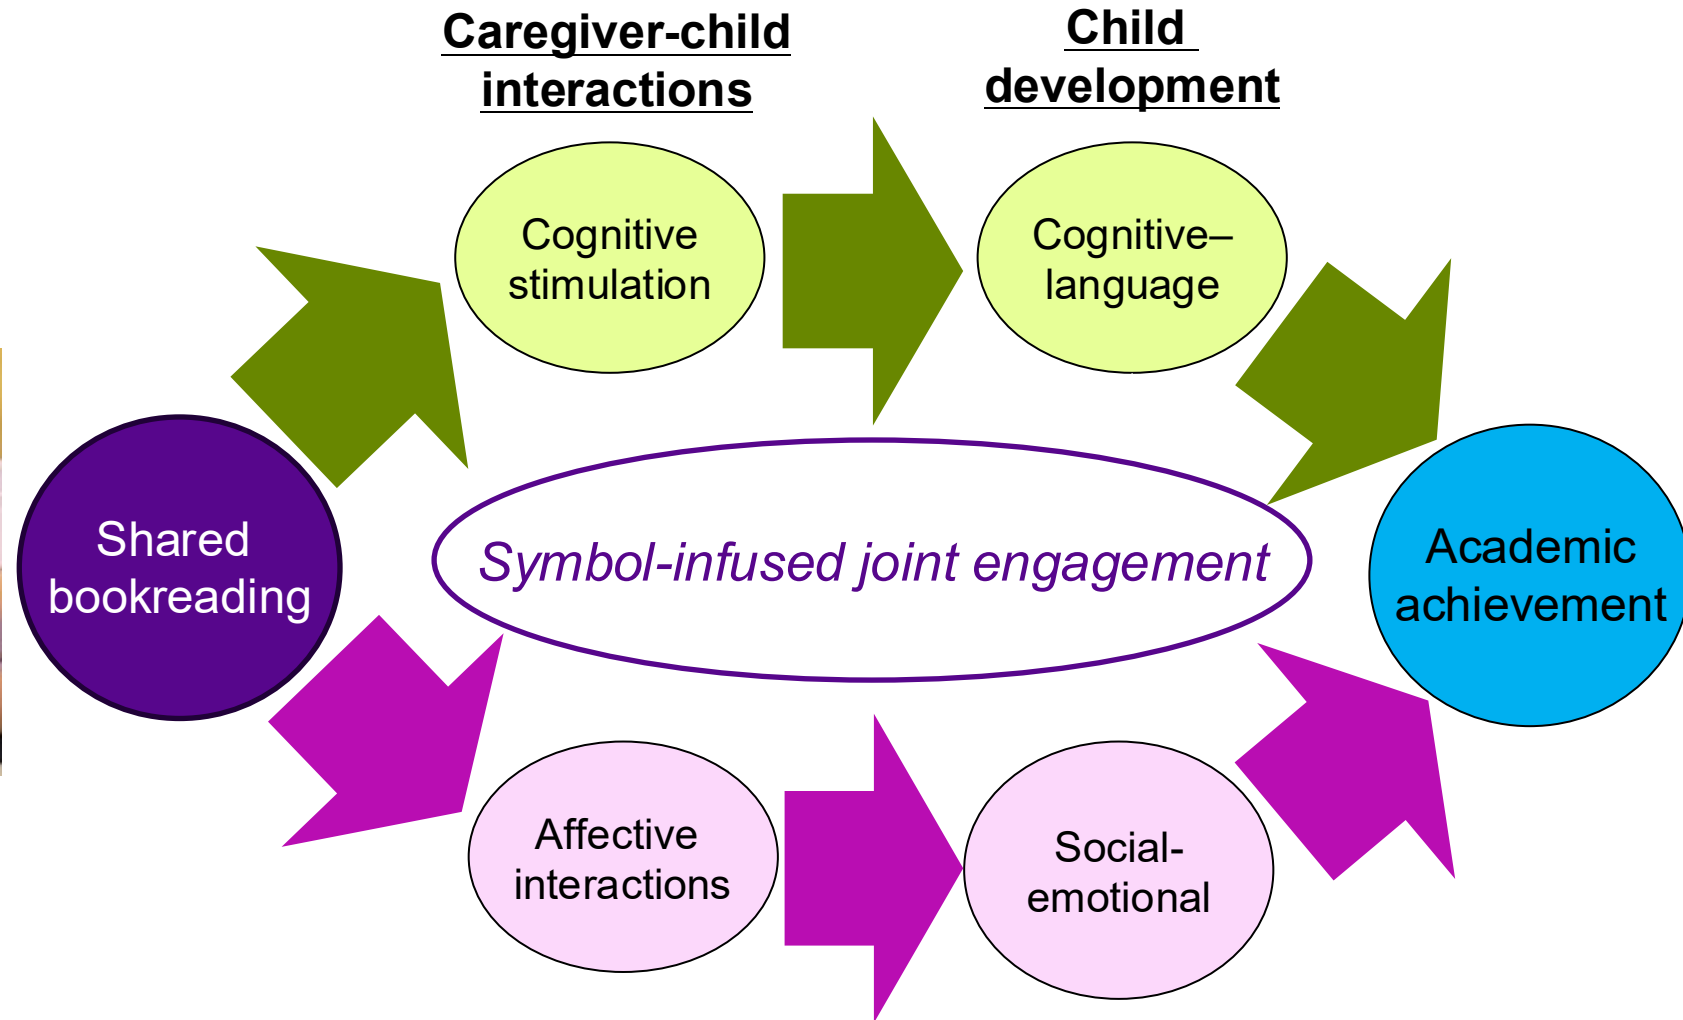 Caregiver-child
interactions
Child
development
Cognitive
stimulation
Cognitive–
language
Shared
bookreading
Symbol-infused joint engagement
Academic
achievement
Affective
interactions
Social-
emotional